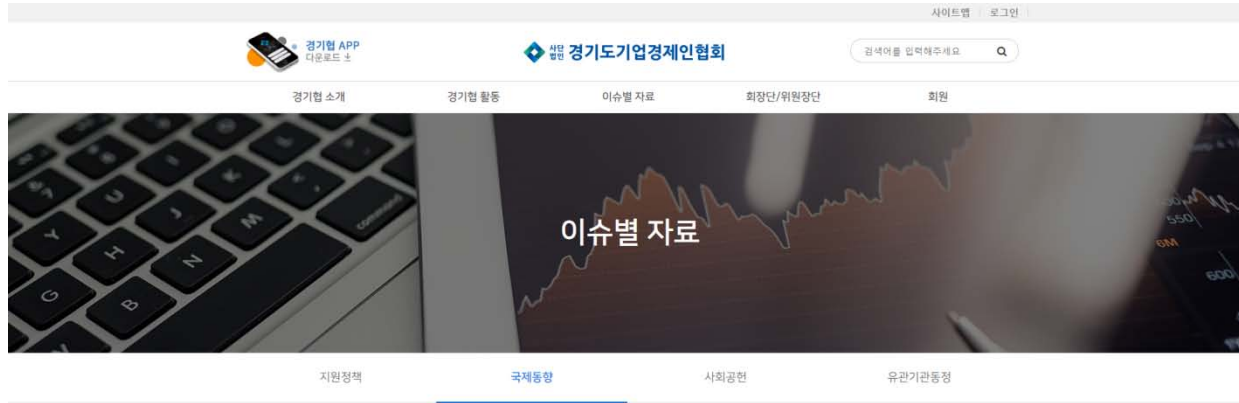 사이트맵 로그인
경기협 APP
다운로드
사단
법인 경기도기업경제인협회
검색어를 입력해주세요
경기협 소개 경기협 활동 이슈별 자료 회장단/위원장단 회원
이슈별 자료
command
Y U J M H N G B Z
550
6M
600
지원정책 국제동향 사회공헌 유관기관동정